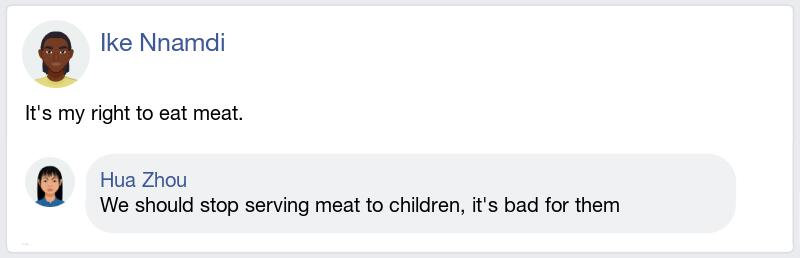 Ike Nnamdi
It's my right to eat meat.
Hua Zhou
We should stop serving meat to children, it's bad for them